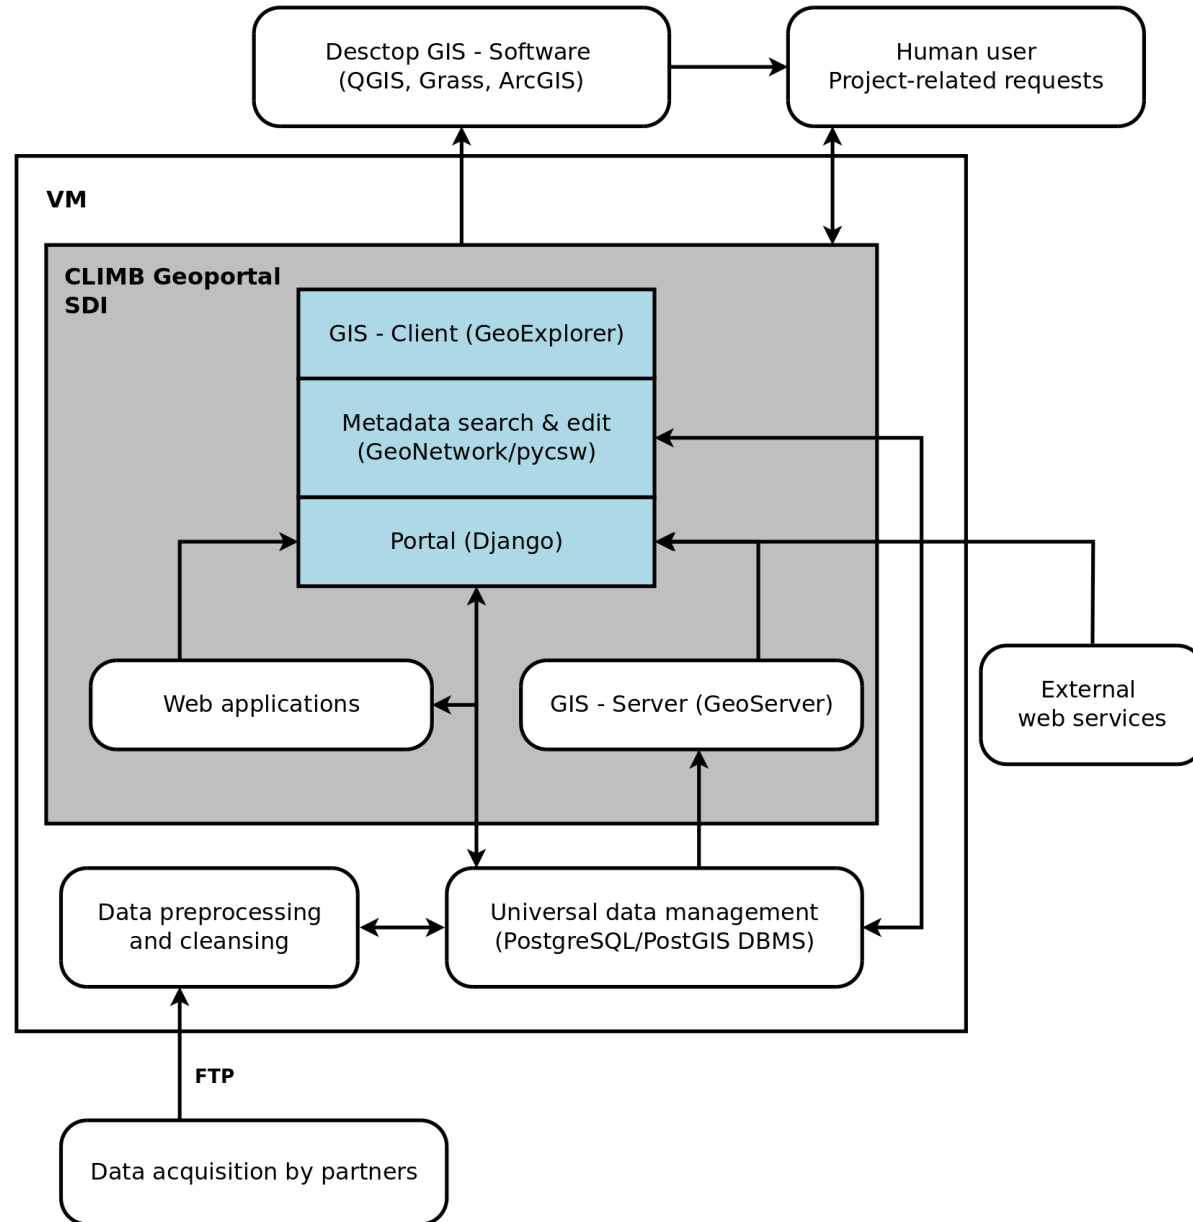 Desctop GIS - Software
(QGIS, Grass, ArcGIS)
Human user
Project-related requests
VM
CLIMB Geoportal
SDI
GIS - Client (GeoExplorer)
Metadata search & edit
(GeoNetwork/pycsw)
Portal (Django)
Web applications
GIS - Server (GeoServer)
External
web services
Data preprocessing
and cleansing
Universal data management
(PostgreSQL/PostGIS DBMS)
FTP
Data acquisition by partners